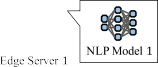 NLP Model 1
Edge Server 1